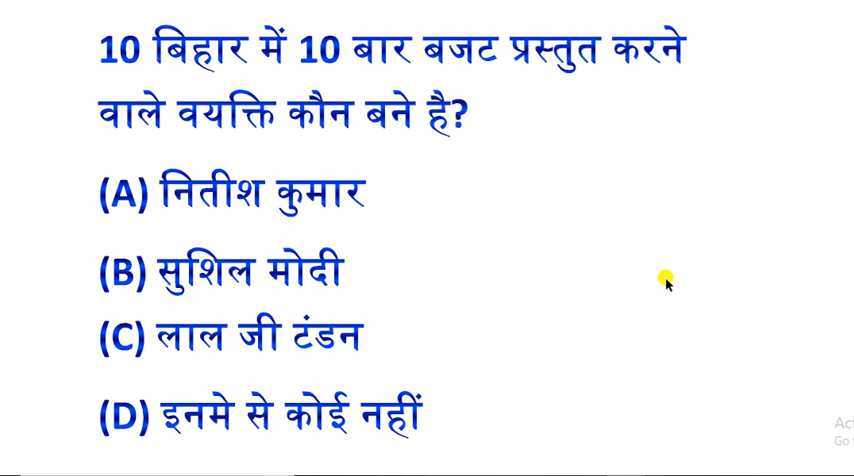 10 बिहार में 10 बार बजट प्रस्तुत करने
वाले वयक्ति कौन बने है?
(A) नितीश कुमार
(B) सुशिल मोदी
(C) लाल जी टंडन
(D) इनमे से कोई नहीं